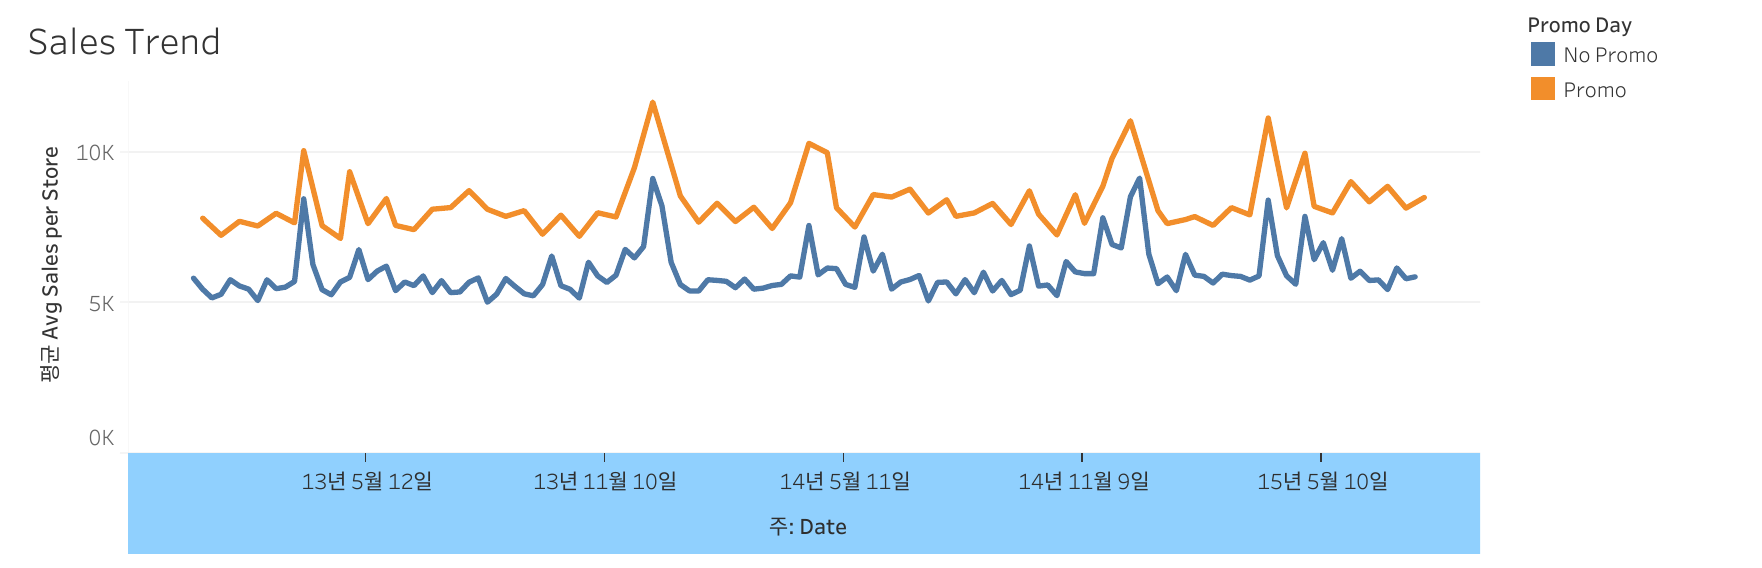 Sales Trend
Promo Day
No Promo
Promo
평균 Avg Sales per Store
10K
5K
0K
13년 5월 12일
13년 11월 10일
14년 5월 11일
14년 11월 9일
15년 5월 10일
주: Date